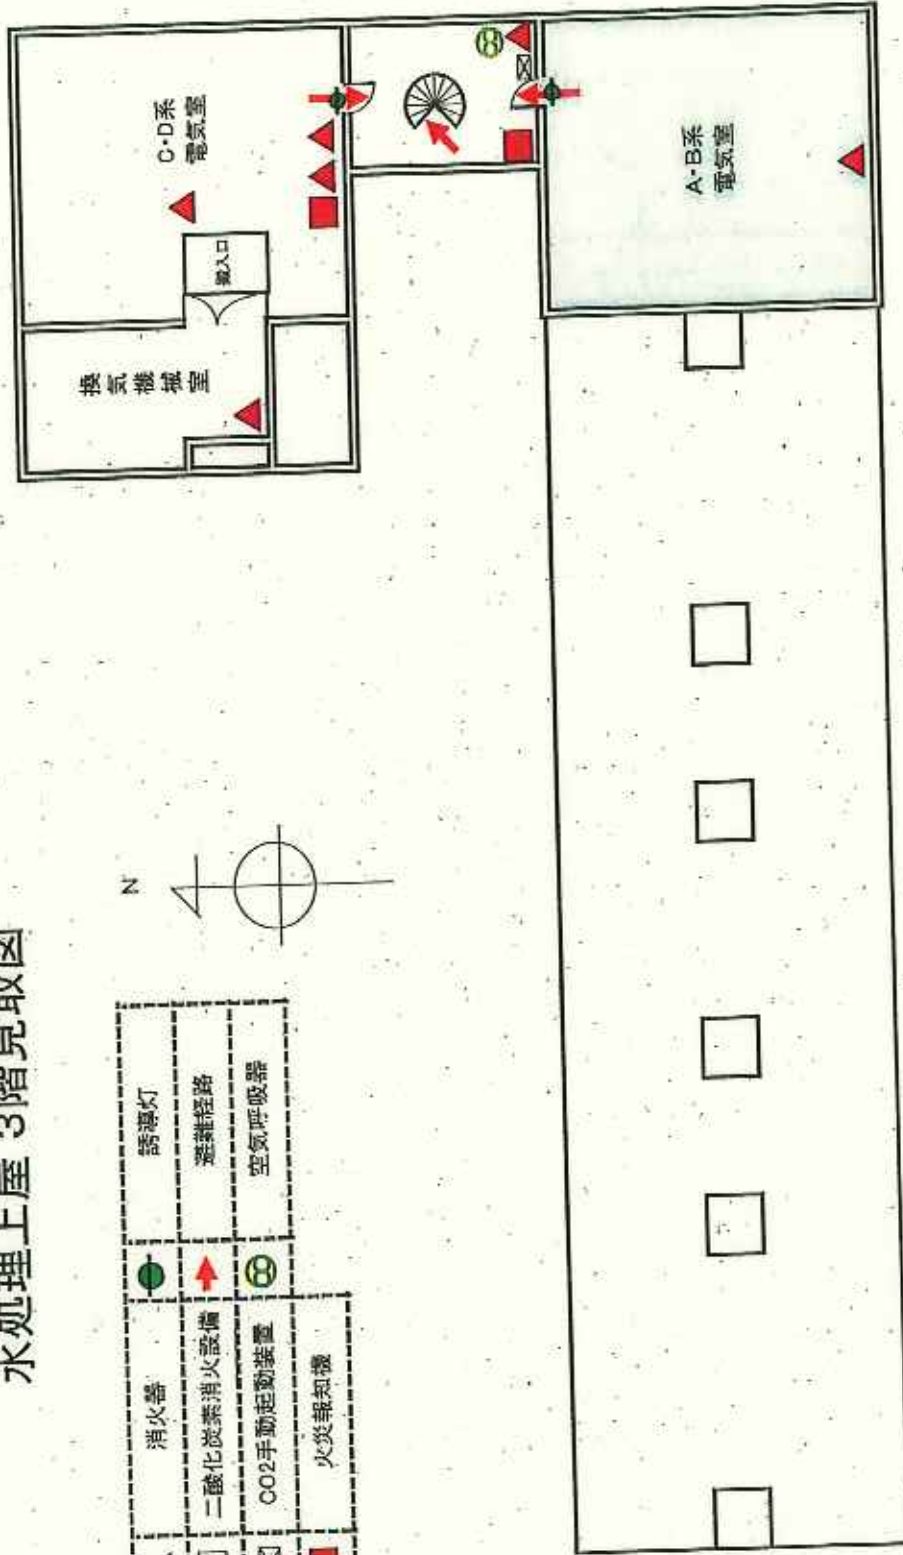 水処理上屋 3階見取図
消火器
誘導灯
二酸化炭素消火設備
避難経路
CO2手動起動装置
空気呼吸器
火災報知機
N
換気機械室
搬入口
C・D系
電気室
A・B系
電気室